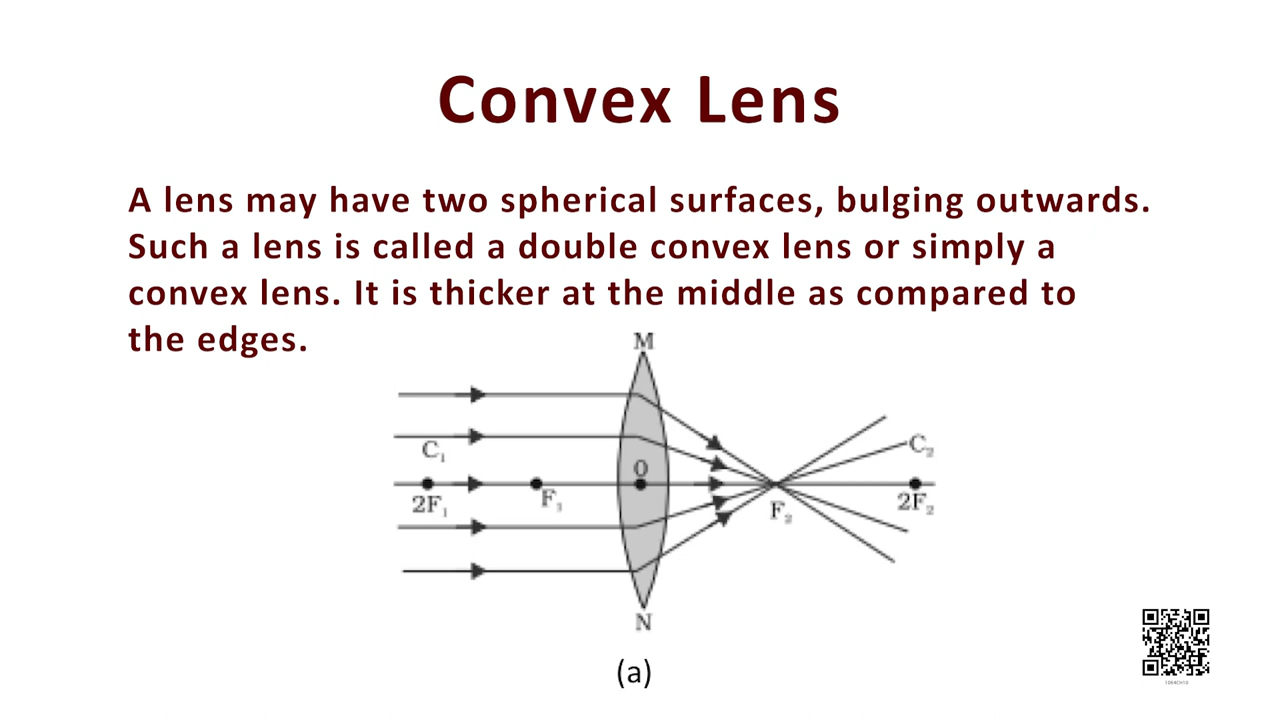 Convex Lens
A lens may have two spherical surfaces, bulging outwards.
Such a lens is called a double convex lens or simply a
convex lens. It is thicker at the middle as compared to
the edges.
M
C₁
C₂
O
2F₁
F₁
F₂
2F₂
N
(a)
1064CH10